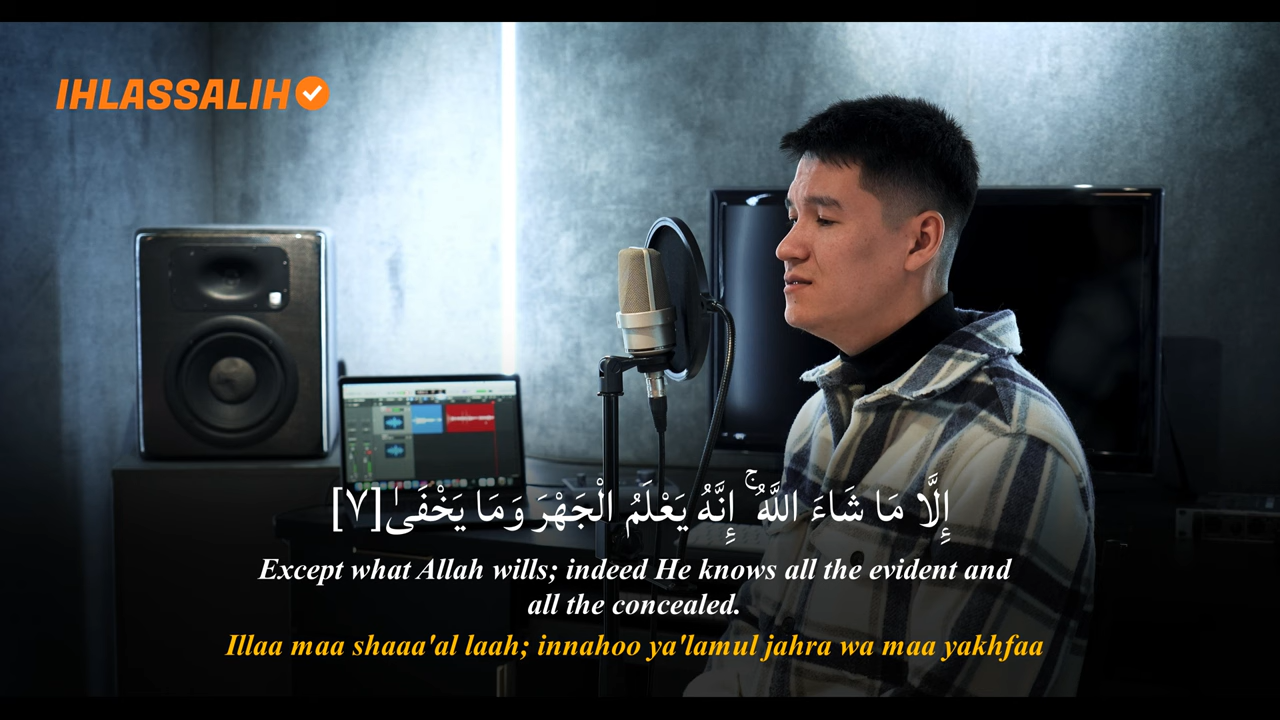 IHLASSALIH
إِلَّا مَا شَاءَ اللَّهُ ۚ إِنَّهُ يَعْلَمُ الْجَهْرَ وَمَا يَخْفَىٰ[٧]
Except what Allah wills; indeed He knows all the evident and
all the concealed.
Illaa maa shaaa'al laah; innahoo ya'lamul jahra wa maa yakhfaa